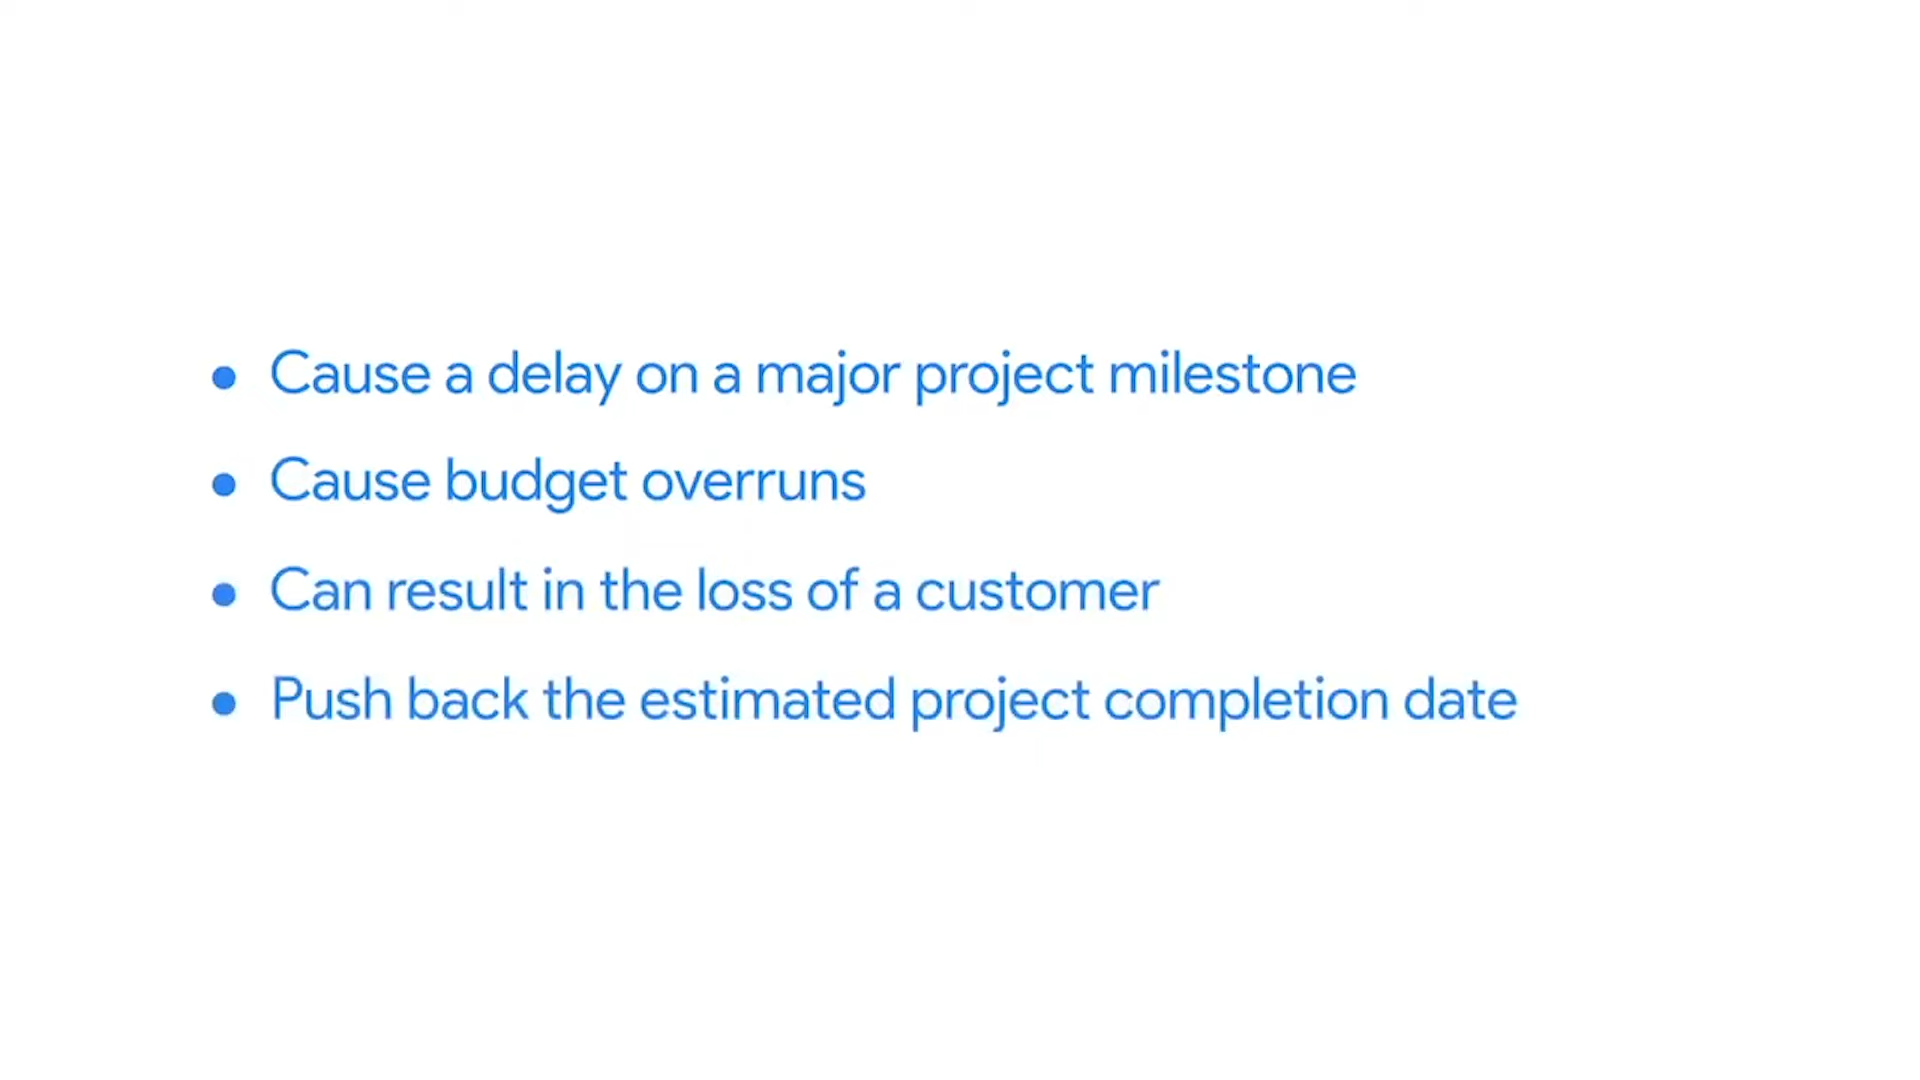 • Cause a delay on a major project milestone
• Cause budget overruns
• Can result in the loss of a customer
• Push back the estimated project completion date